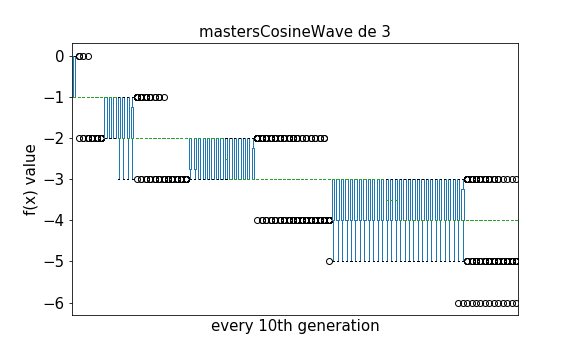 mastersCosineWave de 3
0
−1
−2
−3
−4
−5
−6
f(x) value
every 10th generation